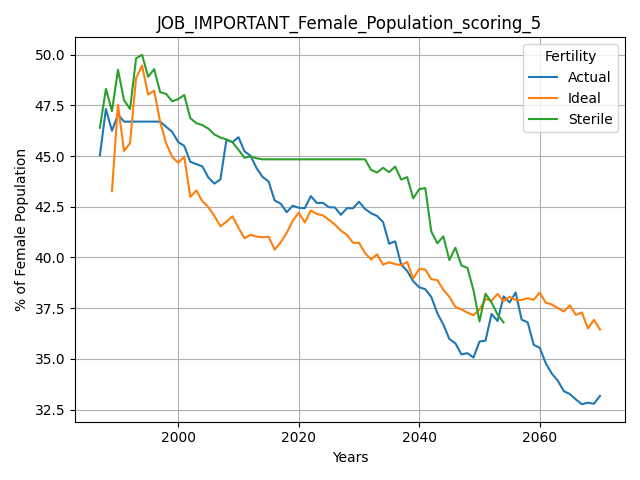 JOB_IMPORTANT_Female_Population_scoring_5
Fertility
Actual
Ideal
Sterile
% of Female Population
50.0
47.5
45.0
42.5
40.0
37.5
35.0
32.5
2000
2020
2040
2060
Years